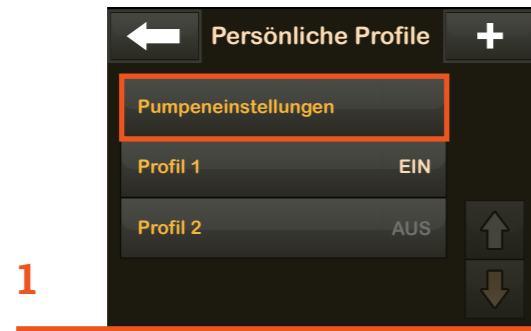 Persönliche Profile
Pumpeneinstellungen
Profil 1 EIN
Profil 2 AUS
1